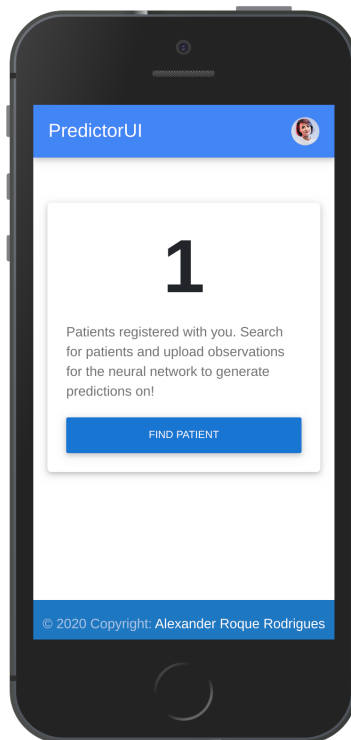 PredictorUI
1
Patients registered with you. Search
for patients and upload observations
for the neural network to generate
predictions on!
FIND PATIENT
© 2020 Copyright: Alexander Roque Rodrigues